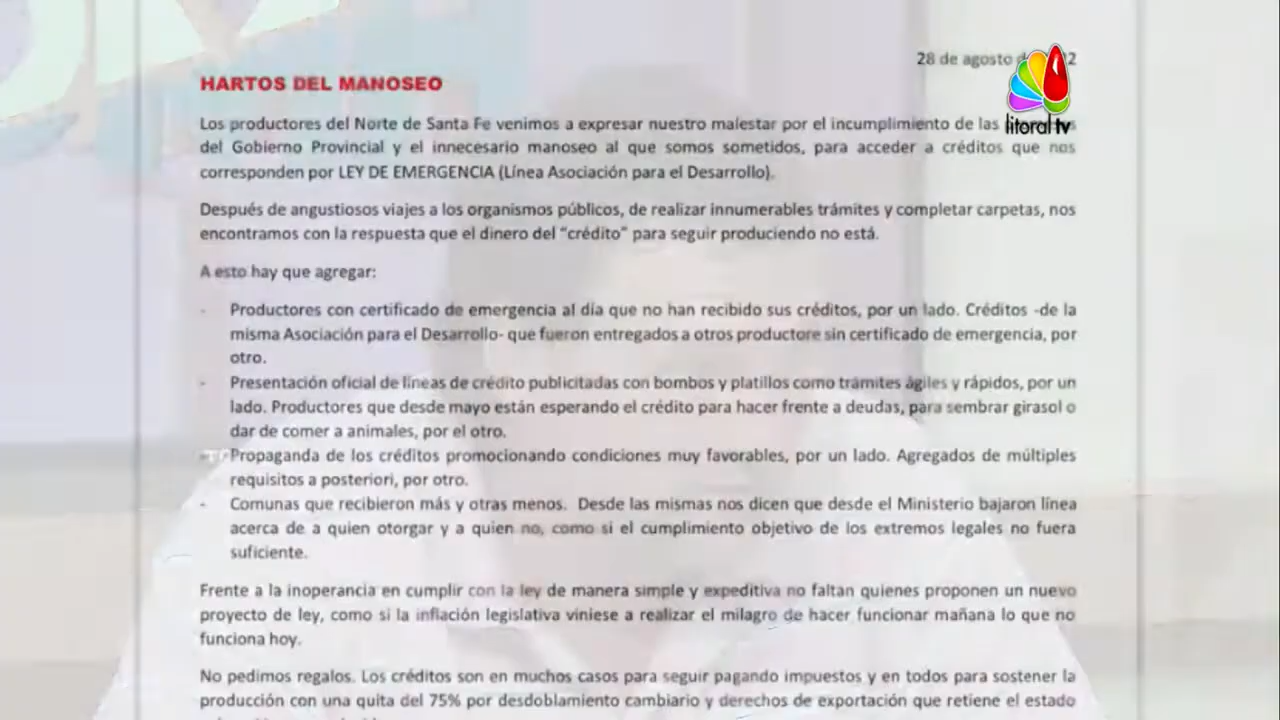 28 de agosto
litoral tv
HARTOS DEL MANOSEO
Los productores del Norte de Santa Fe venimos a expresar nuestro malestar por el incumplimiento de las
del Gobierno Provincial y el innecesario manoseo al que somos sometidos, para acceder a créditos que nos
corresponden por LEY DE EMERGENCIA (Línea Asociación para el Desarrollo).
Después de angustiosos viajes a los organismos públicos, de realizar innumerables trámites y completar carpetas, nos
encontramos con la respuesta que el dinero del “crédito” para seguir produciendo no está.
A esto hay que agregar:
- Productores con certificado de emergencia al día que no han recibido sus créditos, por un lado. Créditos -de la
misma Asociación para el Desarrollo- que fueron entregados a otros productore sin certificado de emergencia, por
otro.
- Presentación oficial de líneas de crédito publicitadas con bombos y platillos como trámites ágiles y rápidos, por un
lado. Productores que desde mayo están esperando el crédito para hacer frente a deudas, para sembrar girasol o
dar de comer a animales, por el otro.
- Propaganda de los créditos promocionando condiciones muy favorables, por un lado. Agregados de múltiples
requisitos a posteriori, por otro.
- Comunas que recibieron más y otras menos. Desde las mismas nos dicen que desde el Ministerio bajaron línea
acerca de a quien otorgar y a quien no, como si el cumplimiento objetivo de los extremos legales no fuera
suficiente.
Frente a la inoperancia en cumplir con la ley de manera simple y expeditiva no faltan quienes proponen un nuevo
proyecto de ley, como si la inflación legislativa viniese a realizar el milagro de hacer funcionar mañana lo que no
funciona hoy.
No pedimos regalos. Los créditos son en muchos casos para seguir pagando impuestos y en todos para sostener la
producción con una quita del 75% por desdoblamiento cambiario y derechos de exportación que retiene el estado